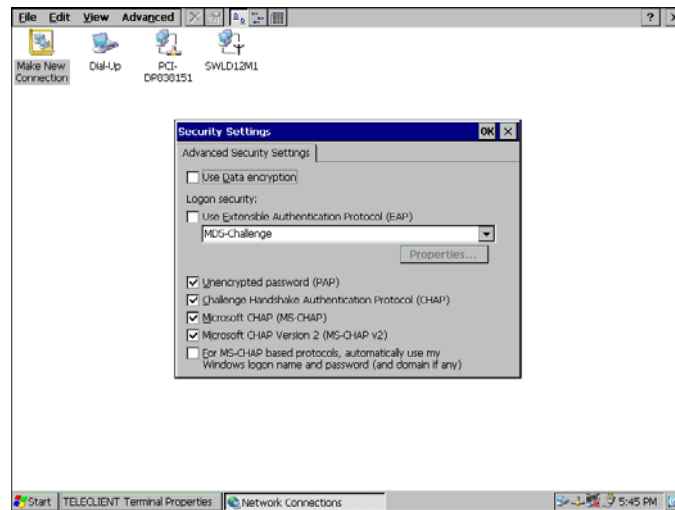 File Edit View Advanced ?
Make New Connection
Dial-Up
PCI-DP838151
SWLD12M1
Security Settings OK
Advanced Security Settings
Use Data encryption
Logon security:
Use Extensible Authentication Protocol (EAP)
MD5-Challenge
Properties...
Unencrypted password (PAP)
Challenge Handshake Authentication Protocol (CHAP)
Microsoft CHAP (MS-CHAP)
Microsoft CHAP Version 2 (MS-CHAP v2)
For MS-CHAP based protocols, automatically use my
Windows logon name and password (and domain if any)
Start TELECLIENT Terminal Properties Network Connections 5:45 PM